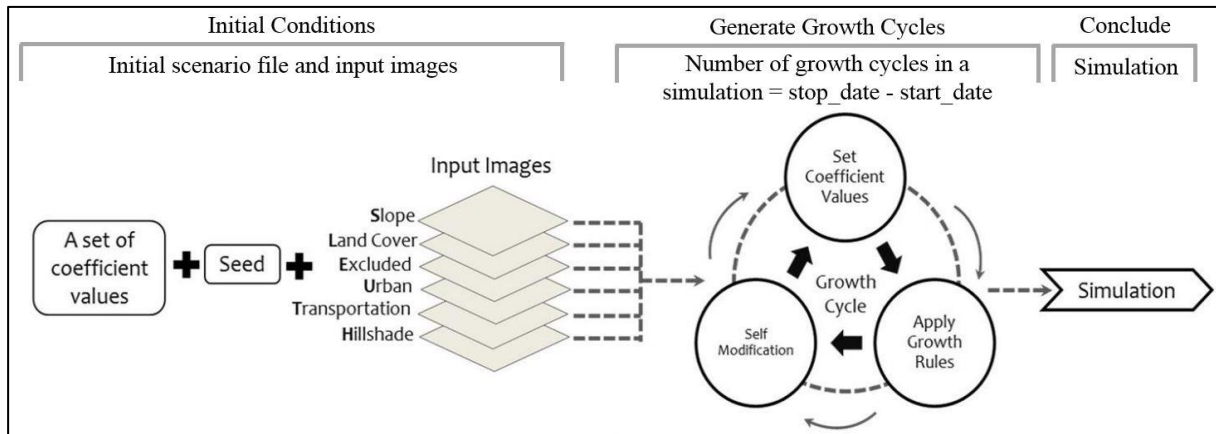 Initial Conditions
Initial scenario file and input images
Generate Growth Cycles
Number of growth cycles in a
simulation = stop_date - start_date
Conclude
Simulation
A set of
coefficient
values
Seed
Input Images
Slope
Land Cover
Excluded
Urban
Transportation
Hillshade
Set
Coefficient
Values
Growth
Cycle
Self
Modification
Apply
Growth
Rules
Simulation